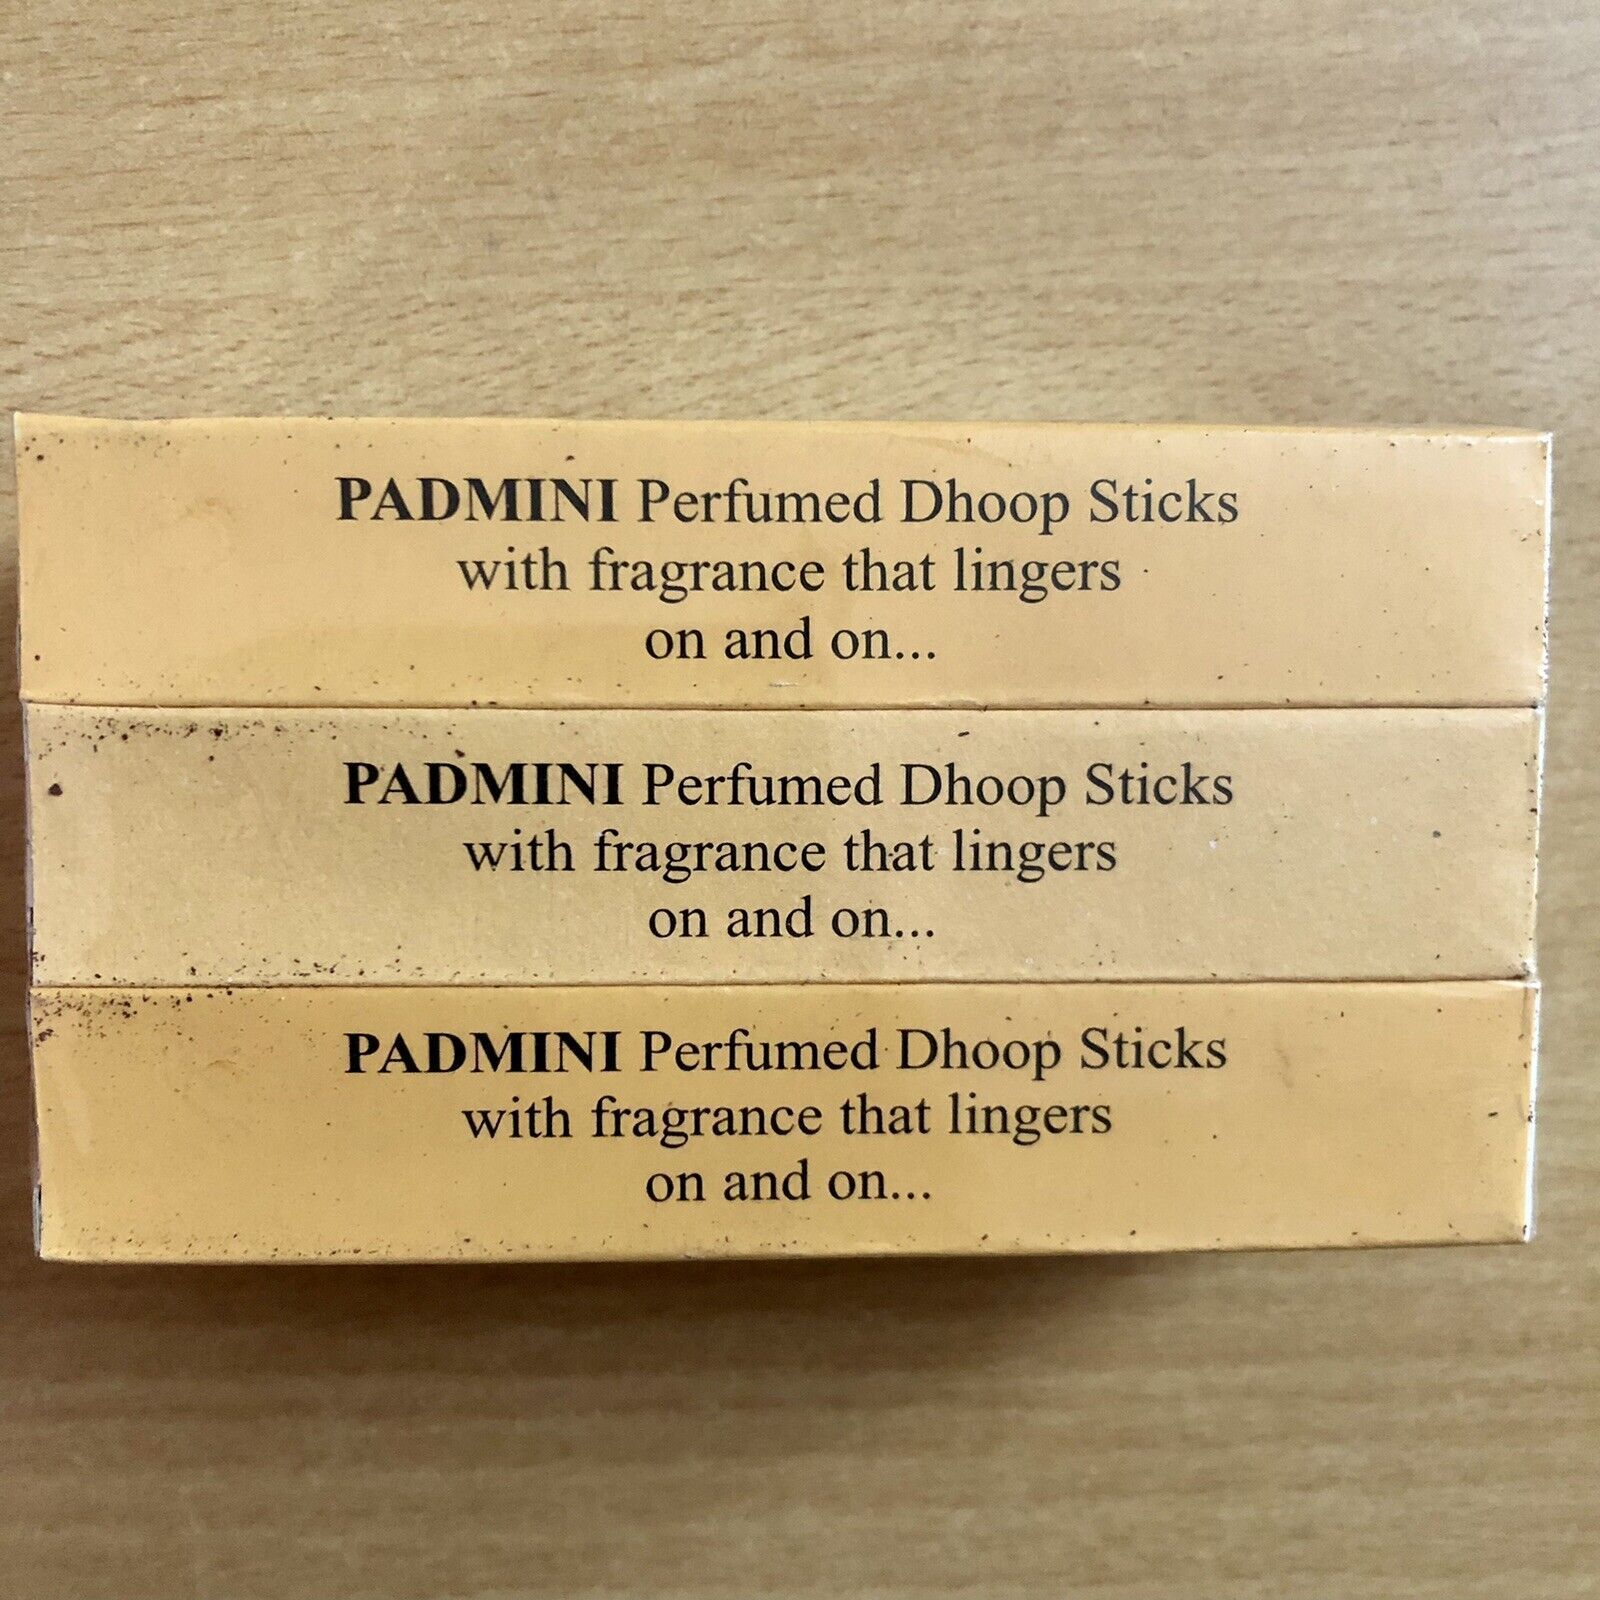 PADMINI Perfumed Dhoop Sticks
with fragrance that lingers
on and on...
PADMINI Perfumed Dhoop Sticks
with fragrance that lingers
on and on...
PADMINI Perfumed Dhoop Sticks
with fragrance that lingers
on and on...